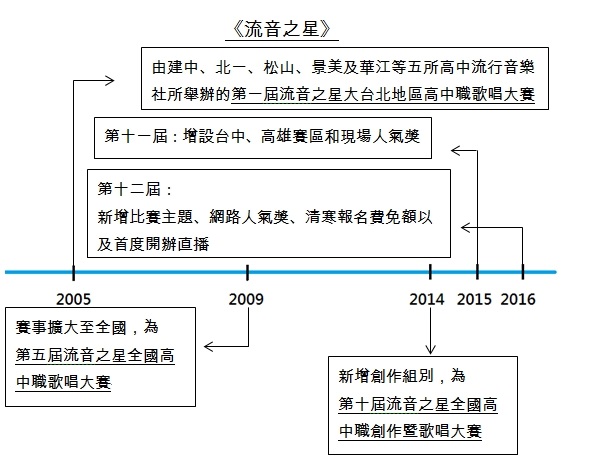 《流音之星》
由建中、北一、松山、景美及華江等五所高中流行音樂
社所舉辦的第一屆流音之星大台北地區高中職歌唱大賽
第十一屆：增設台中、高雄賽區和現場人氣獎
第十二屆：
新增比賽主題、網路人氣獎、清寒報名費免額以
及首度開辦直播
2005
2009
2014
2015
2016
賽事擴大至全國，為
第五屆流音之星全國高
中職歌唱大賽
新增創作組別，為
第十屆流音之星全國高
中職創作暨歌唱大賽